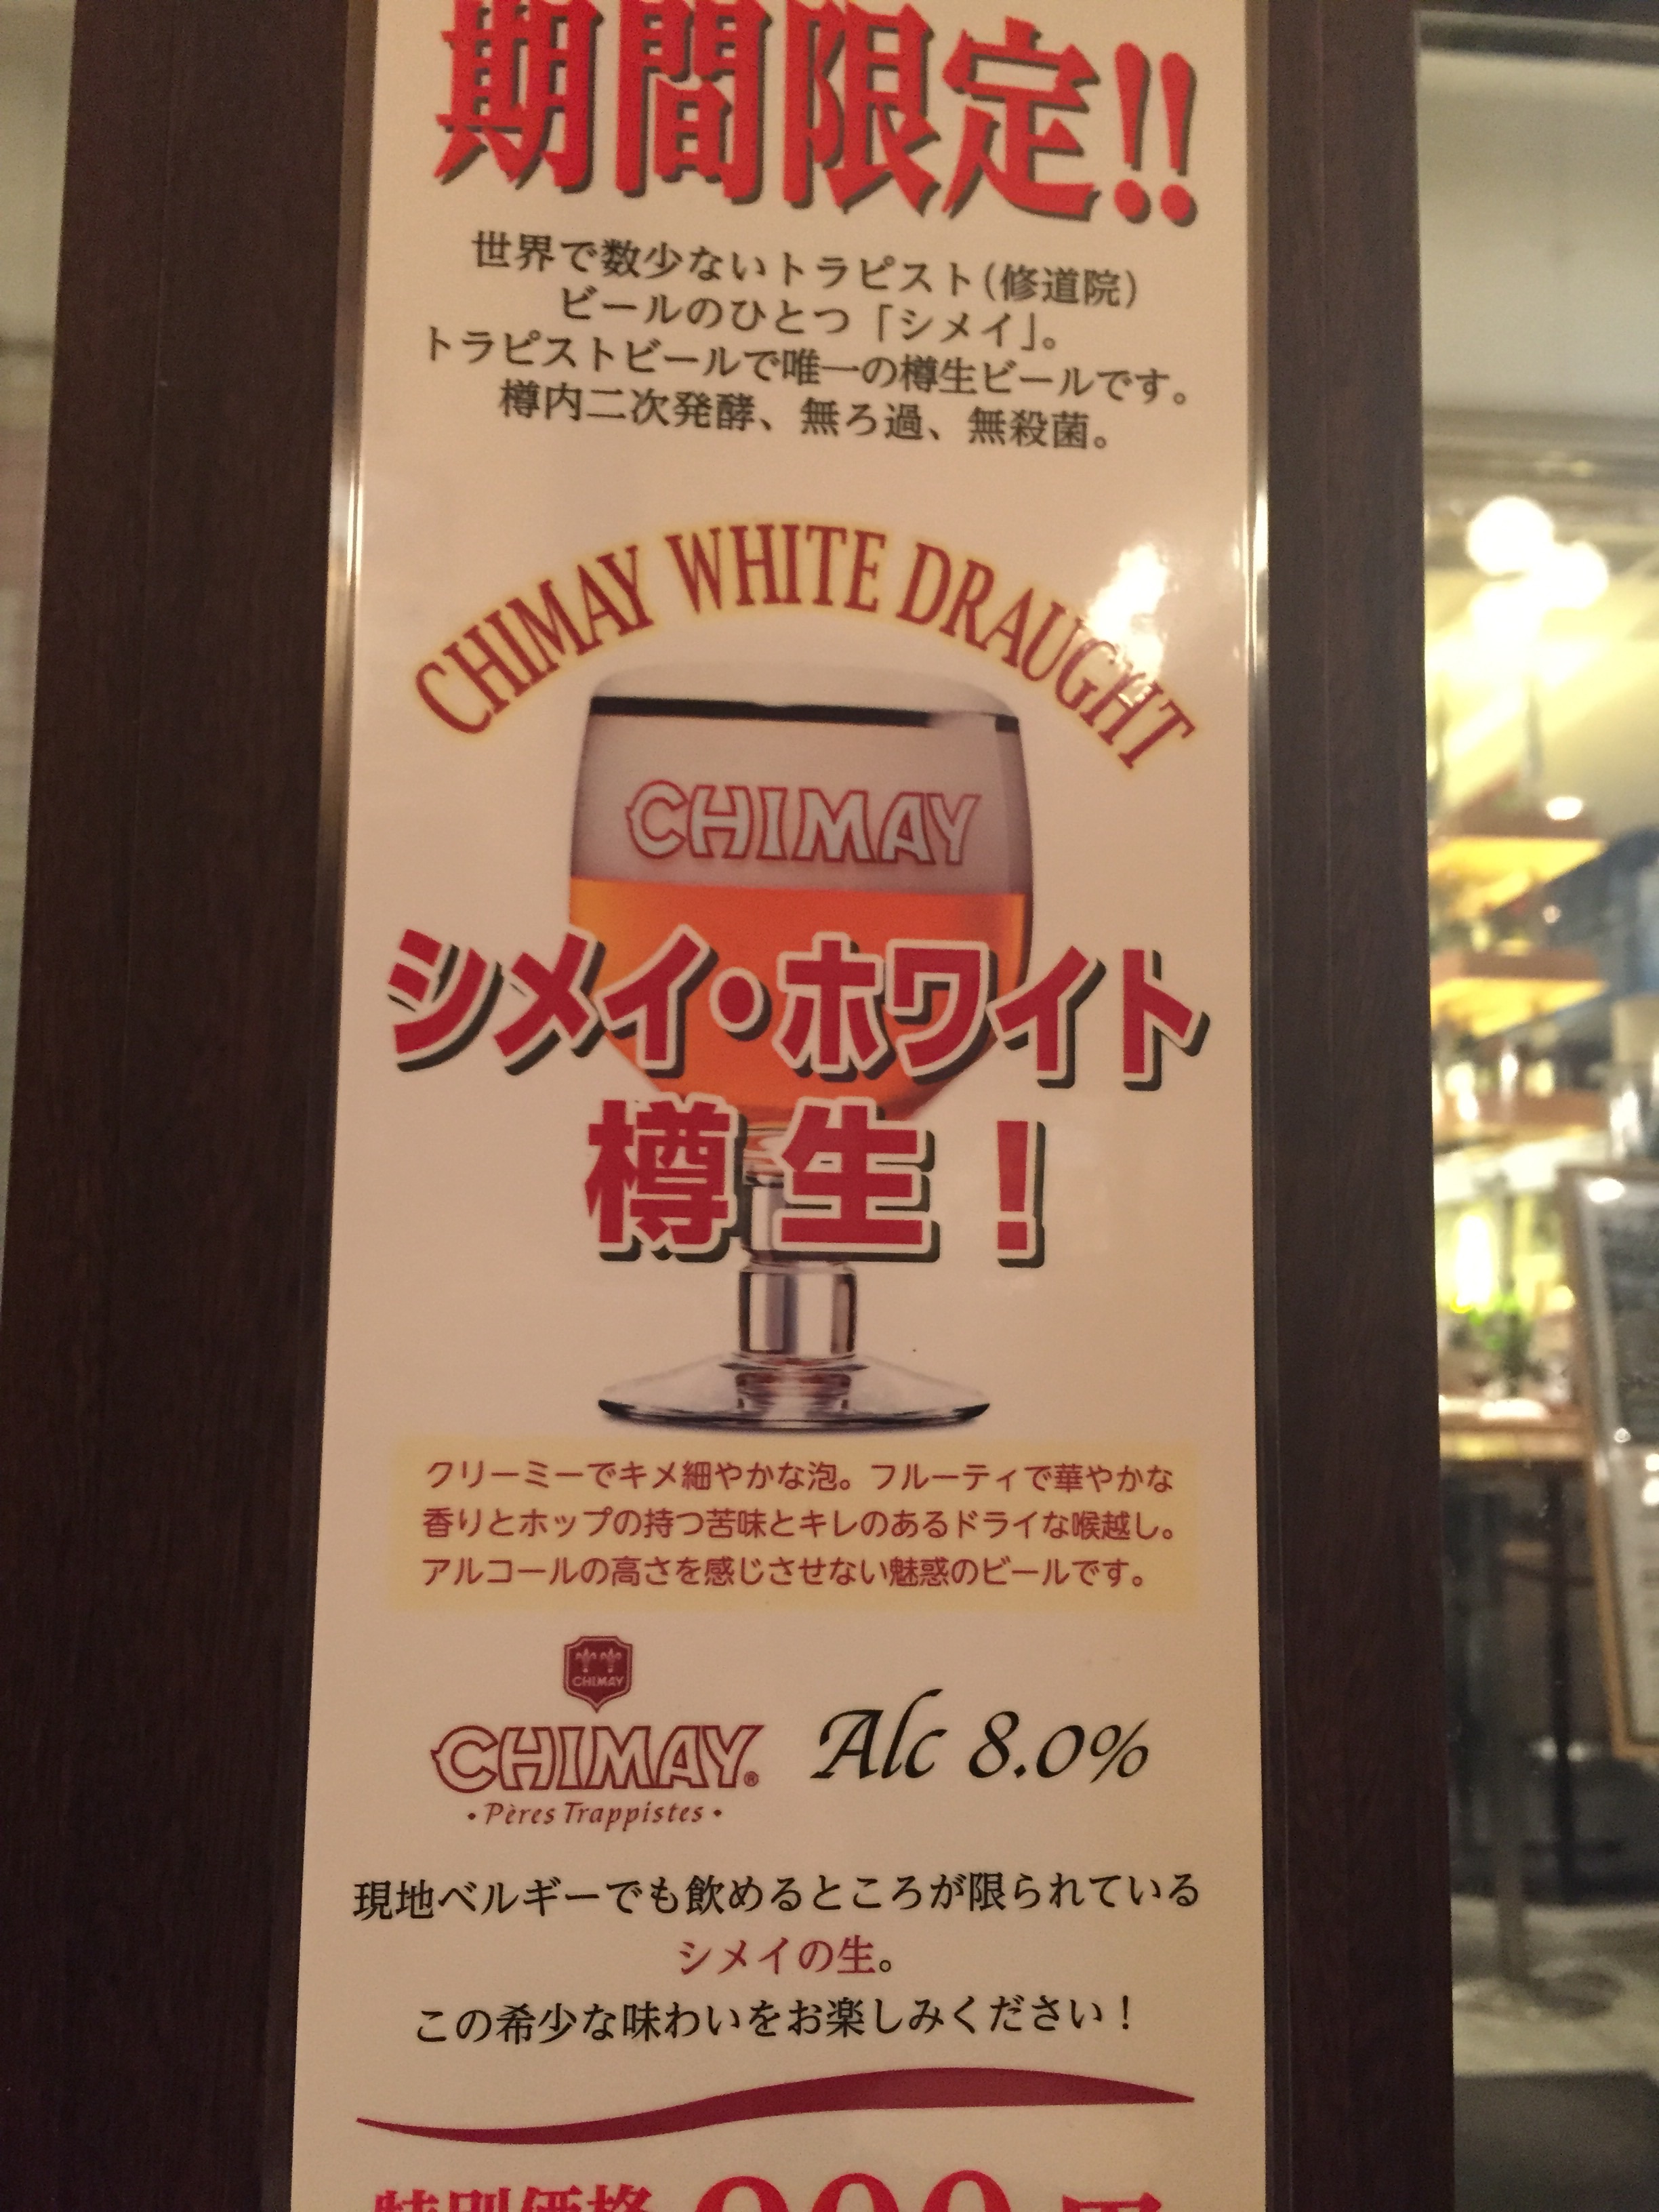 期間限定!!
世界で数少ないトラピスト(修道院)
ビールのひとつ「シメイ」。
トラピストビールで唯一の樽生ビールです。
樽内二次発酵、無ろ過、無殺菌。
CHIMAY WHITE DRAUGHT
CHIMAY
シメイ・ホワイト
樽生！
クリーミーでキメ細やかな泡。フルーティで華やかな
香りとホップの持つ苦味とキレのあるドライな喉越し。
アルコールの高さを感じさせない魅惑のビールです。
CHIMAY
CHIMAY®
Alc 8.0%
•Pères Trappistes•
現地ベルギーでも飲めるところが限られている
シメイの生。
この希少な味わいをお楽しみください！
特別価格